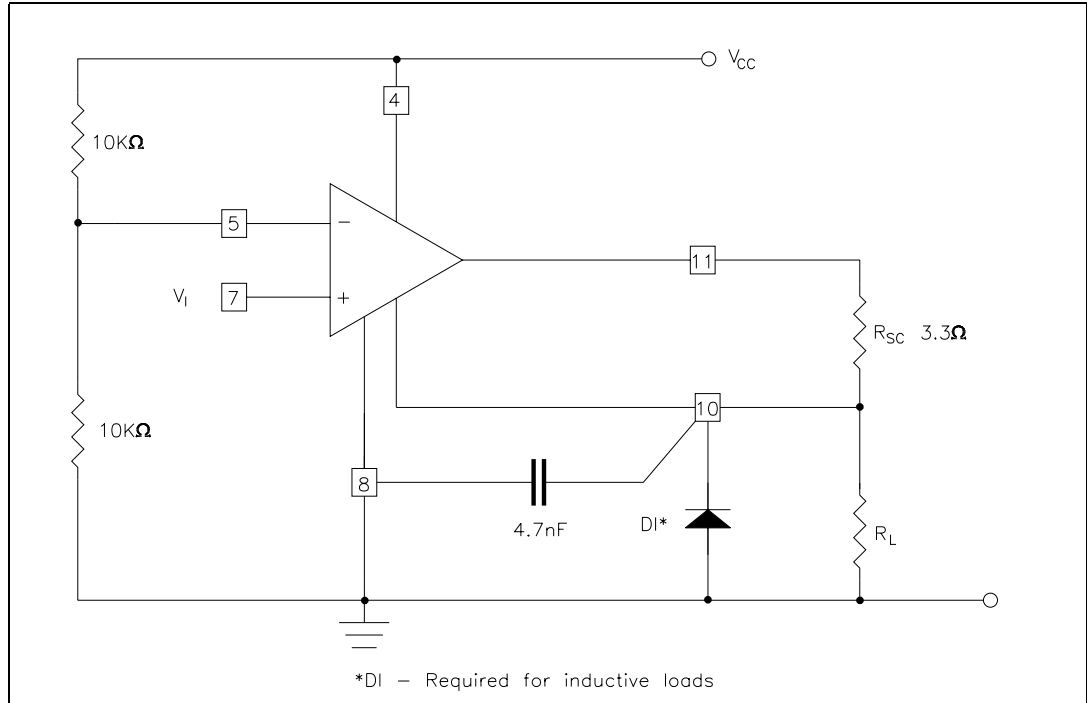 V_CC
4
10KΩ
5
−
11
V_I
7
+
R_SC 3.3Ω
10
10KΩ
8
4.7nF
DI*
R_L
*DI − Required for inductive loads